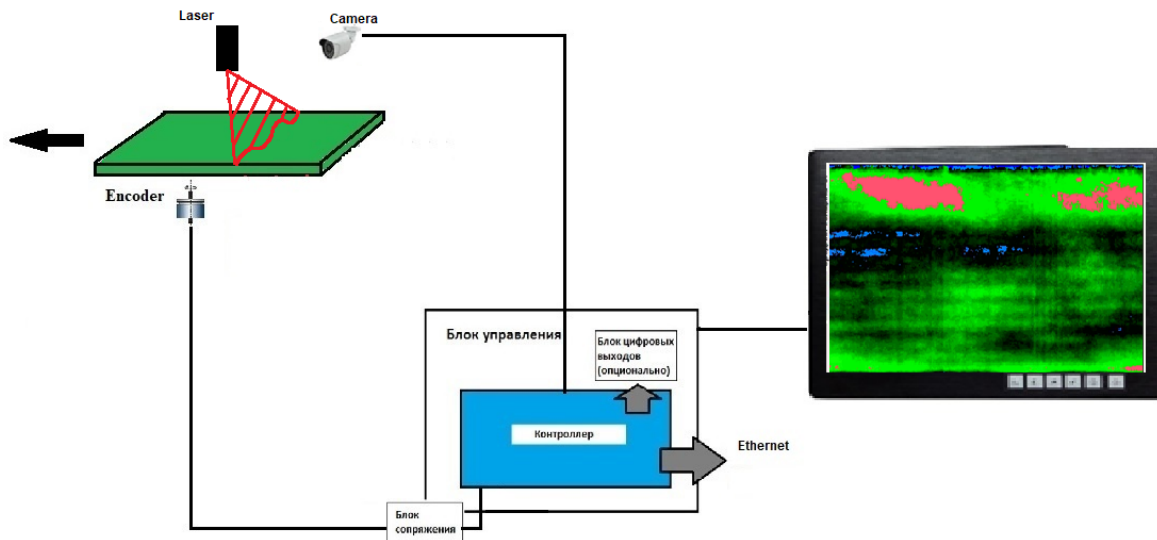 Laser
Camera
Encoder
Блок управления
Блок цифровых
выходов
(опционально)
Контроллер
Ethernet
Блок
сопряжения